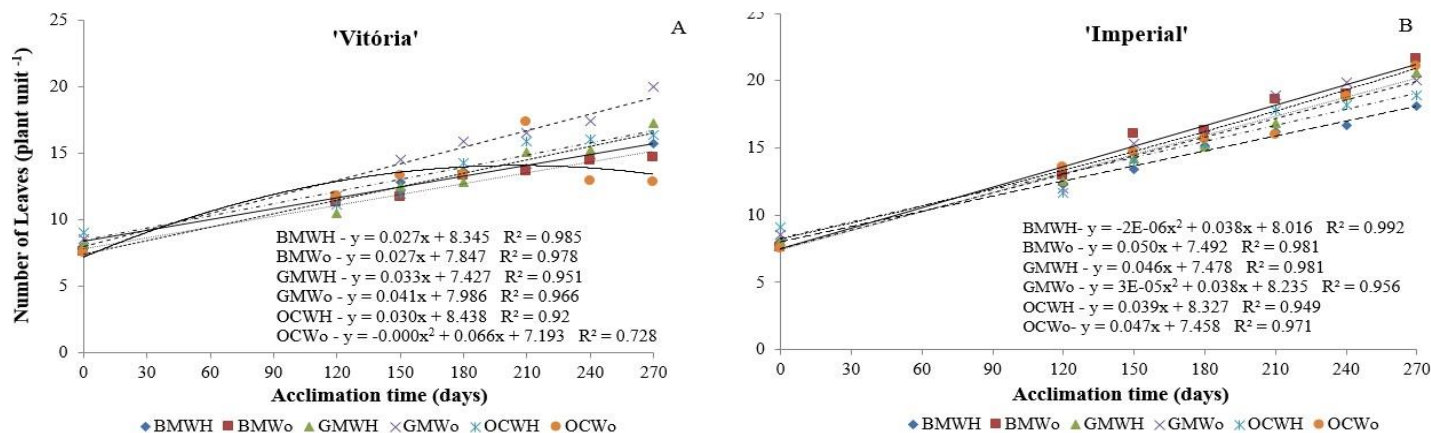 25
20
15
10
5
0
Number of Leaves (plant unit -1)
'Vitória'
A
BMWH - y = 0.027x + 8.345 R² = 0.985
BMWo - y = 0.027x + 7.847 R² = 0.978
GMWH - y = 0.033x + 7.427 R² = 0.951
GMWo - y = 0.041x + 7.986 R² = 0.966
OCWH - y = 0.030x + 8.438 R² = 0.92
OCWo - y = -0.000x² + 0.066x + 7.193 R² = 0.728
0 30 60 90 120 150 180 210 240 270
Acclimation time (days)
BMWH BMWo GMWH GMWo OCWH OCWo
25
20
15
10
5
0
'Imperial'
B
BMWH- y = -2E-06x² + 0.038x + 8.016 R² = 0.992
BMWo - y = 0.050x + 7.492 R² = 0.981
GMWH - y = 0.046x + 7.478 R² = 0.981
GMWo - y = 3E-05x² + 0.038x + 8.235 R² = 0.956
OCWH - y = 0.039x + 8.327 R² = 0.949
OCWo- y = 0.047x + 7.458 R² = 0.971
0 30 60 90 120 150 180 210 240 270
Acclimation time (days)
BMWH BMWo GMWH GMWo OCWH OCWo